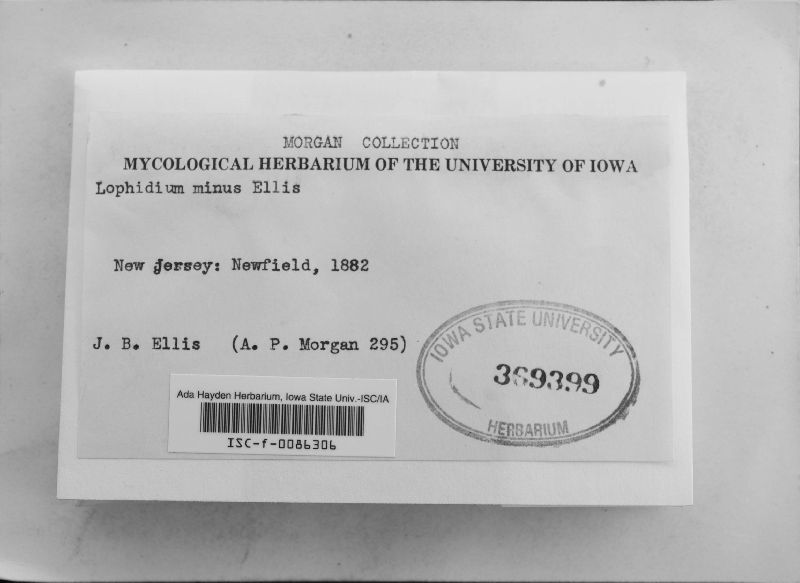 MORGAN COLLECTION
MYCOLOGICAL HERBARIUM OF THE UNIVERSITY OF IOWA
Lophidium minus Ellis
New Jersey: Newfield, 1882
J. B. Ellis (A. P. Morgan 295)
IOWA STATE UNIVERSITY
369399
HERBARIUM
Ada Hayden Herbarium, Iowa State Univ.-ISC/IA
ISC-f-0086306